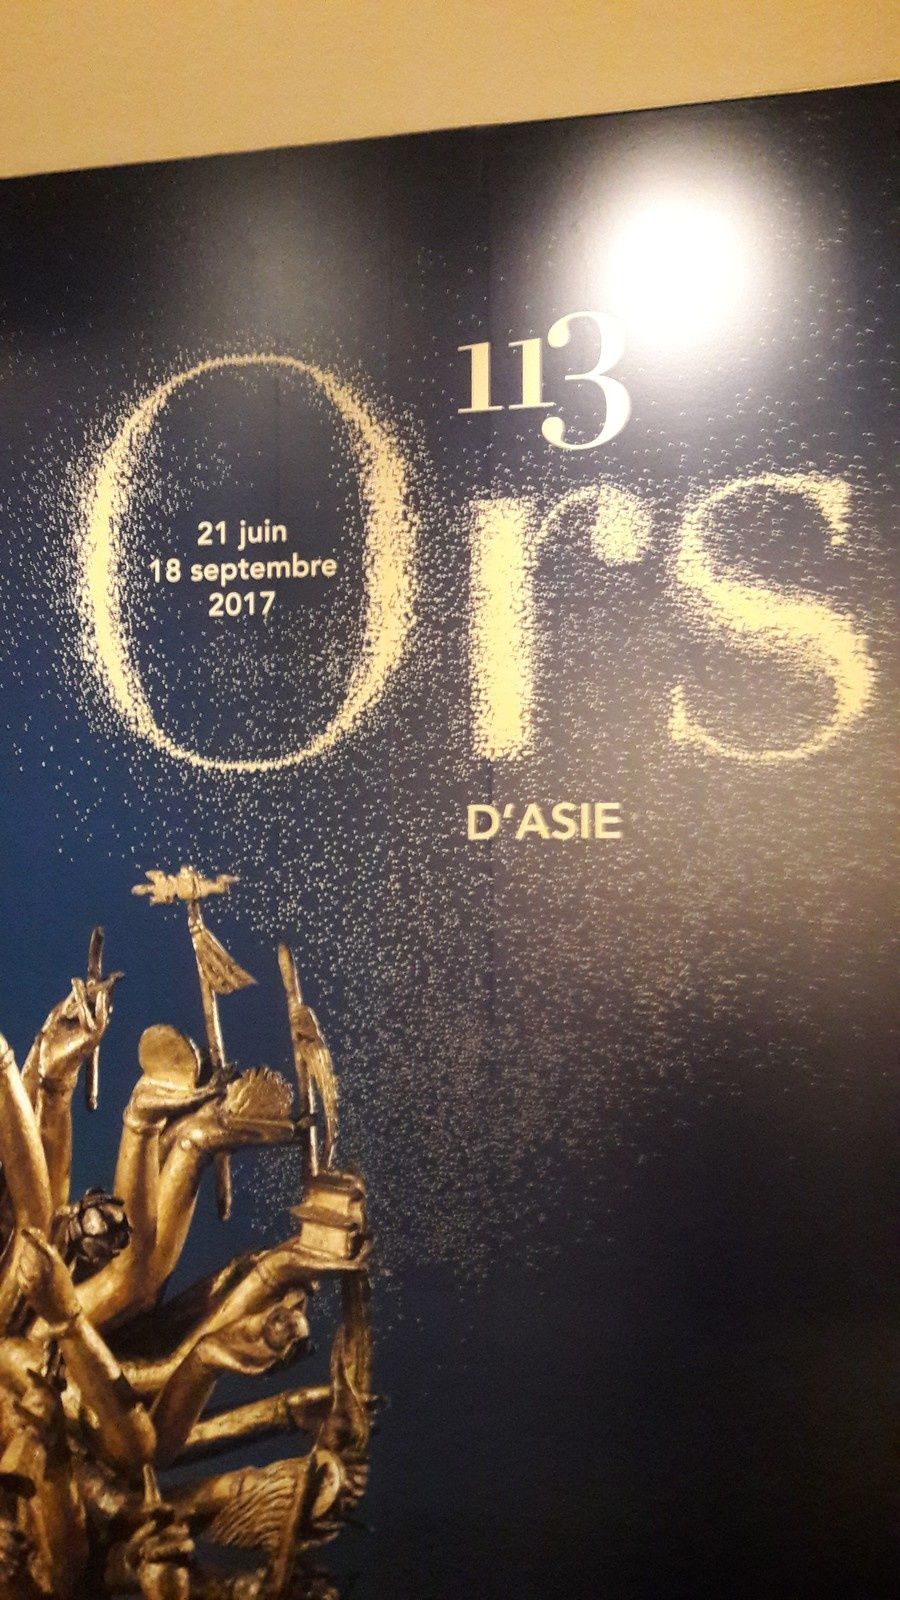 113
Ors
21 juin
18 septembre
2017
D'ASIE